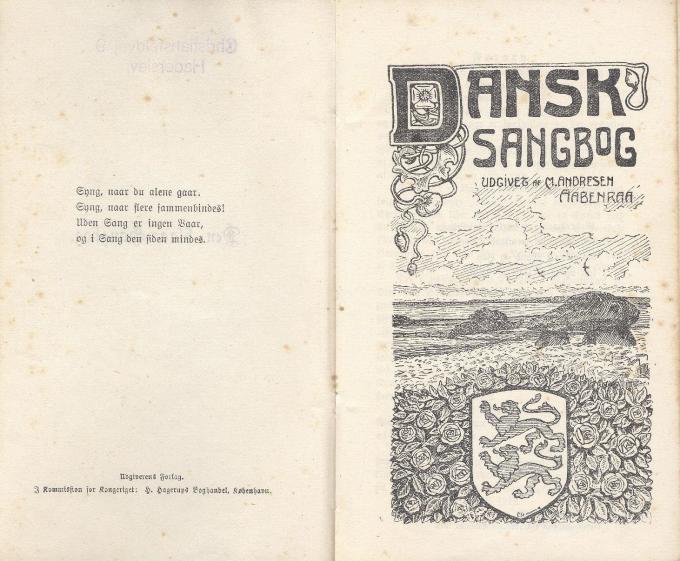 Syng, naar du alene gaar.
Syng, naar flere sammenbindes!
Uden Sang er ingen Vaar,
og i Sang den siden mindes.
Udgiverens Forlag.
I Kommission for Kongeriget: H. Hagerups Boghandel, København.
DANSK
SANGBOG
UDGIVET AF M. ANDRESEN
AABENRAA